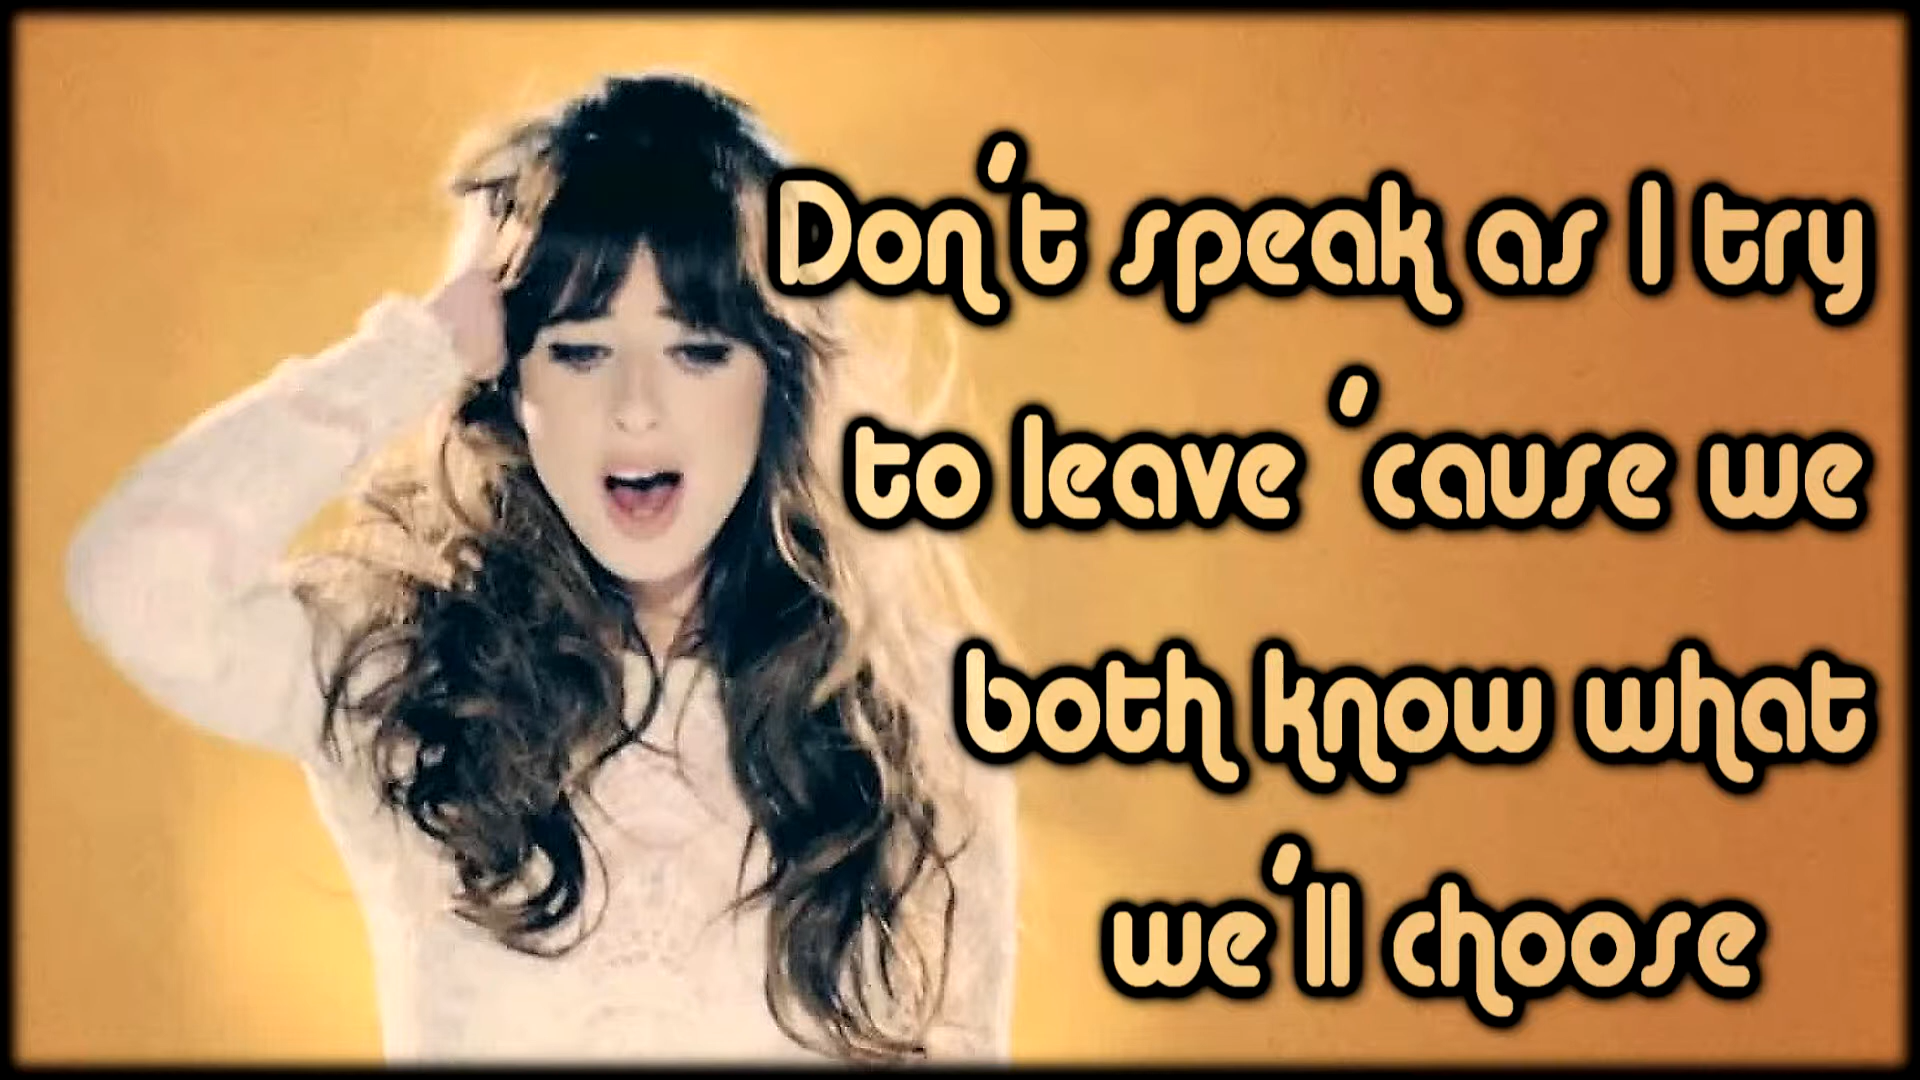 Don't speak as I try
to leave 'cause we
both know what
we'll choose